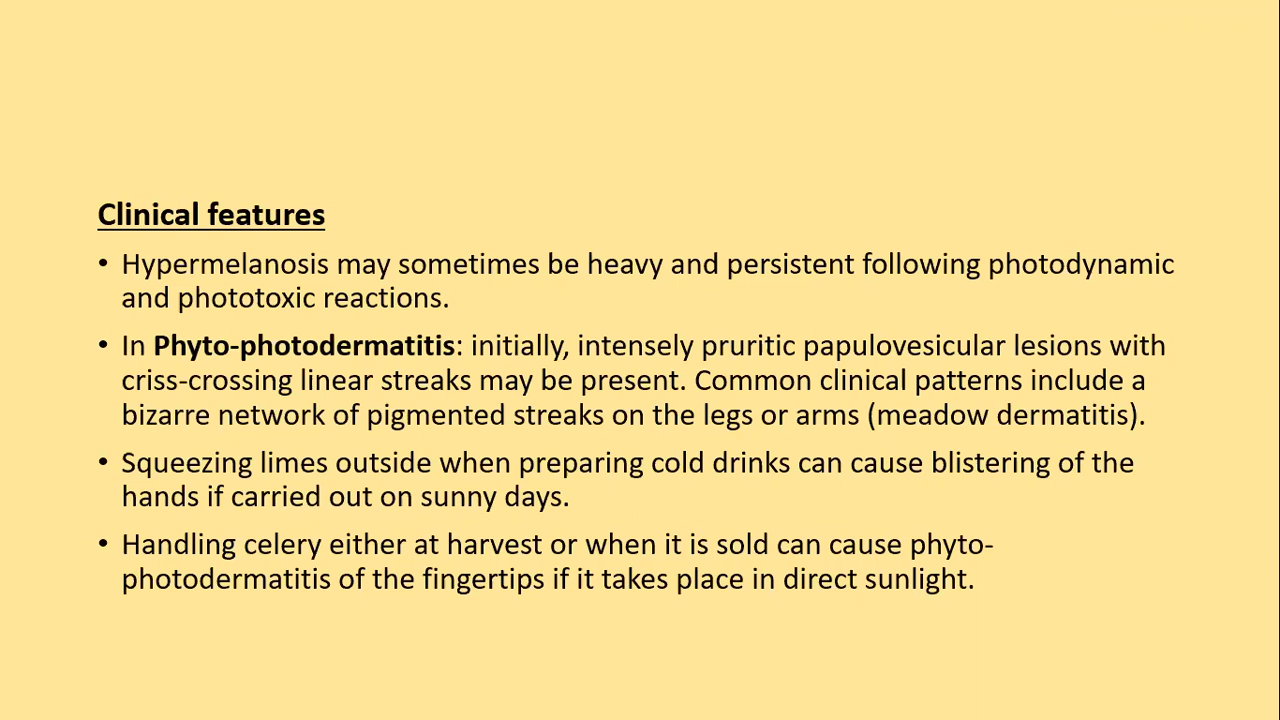 Clinical features
• Hypermelanosis may sometimes be heavy and persistent following photodynamic
and phototoxic reactions.
• In Phyto-photodermatitis: initially, intensely pruritic papulovesicular lesions with
criss-crossing linear streaks may be present. Common clinical patterns include a
bizarre network of pigmented streaks on the legs or arms (meadow dermatitis).
• Squeezing limes outside when preparing cold drinks can cause blistering of the
hands if carried out on sunny days.
• Handling celery either at harvest or when it is sold can cause phyto-
photodermatitis of the fingertips if it takes place in direct sunlight.